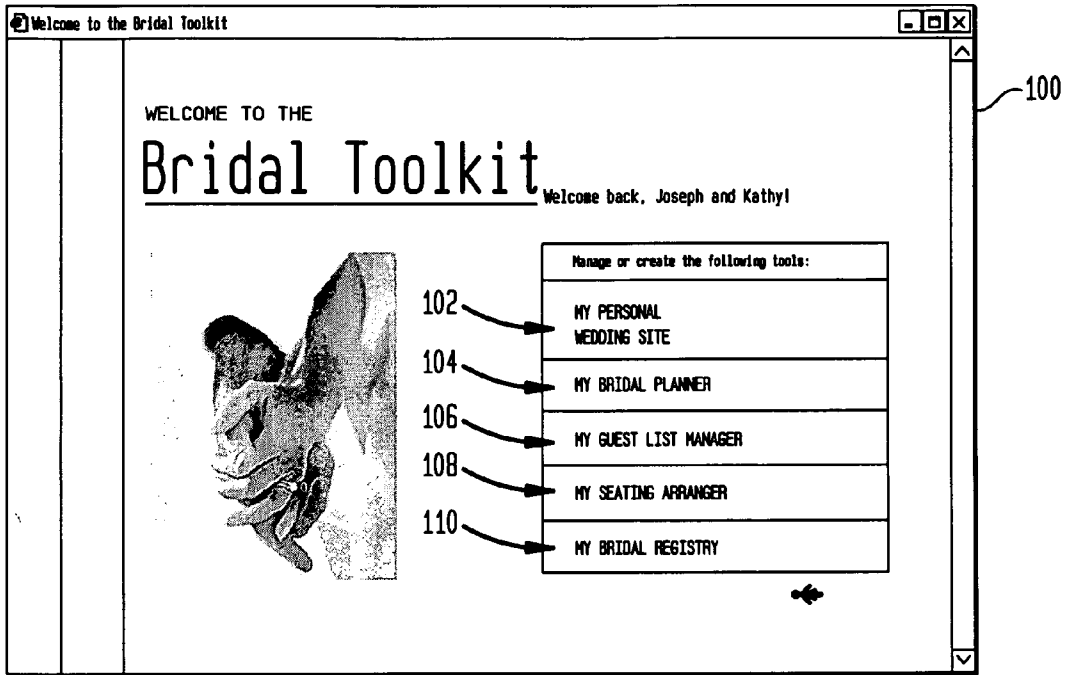 Welcome to the Bridal Toolkit
100
WELCOME TO THE
Bridal Toolkit
Welcome back, Joseph and Kathy!
Manage or create the following tools:
102
MY PERSONAL
WEDDING SITE
104
MY BRIDAL PLANNER
106
MY GUEST LIST MANAGER
108
MY SEATING ARRANGER
110
MY BRIDAL REGISTRY